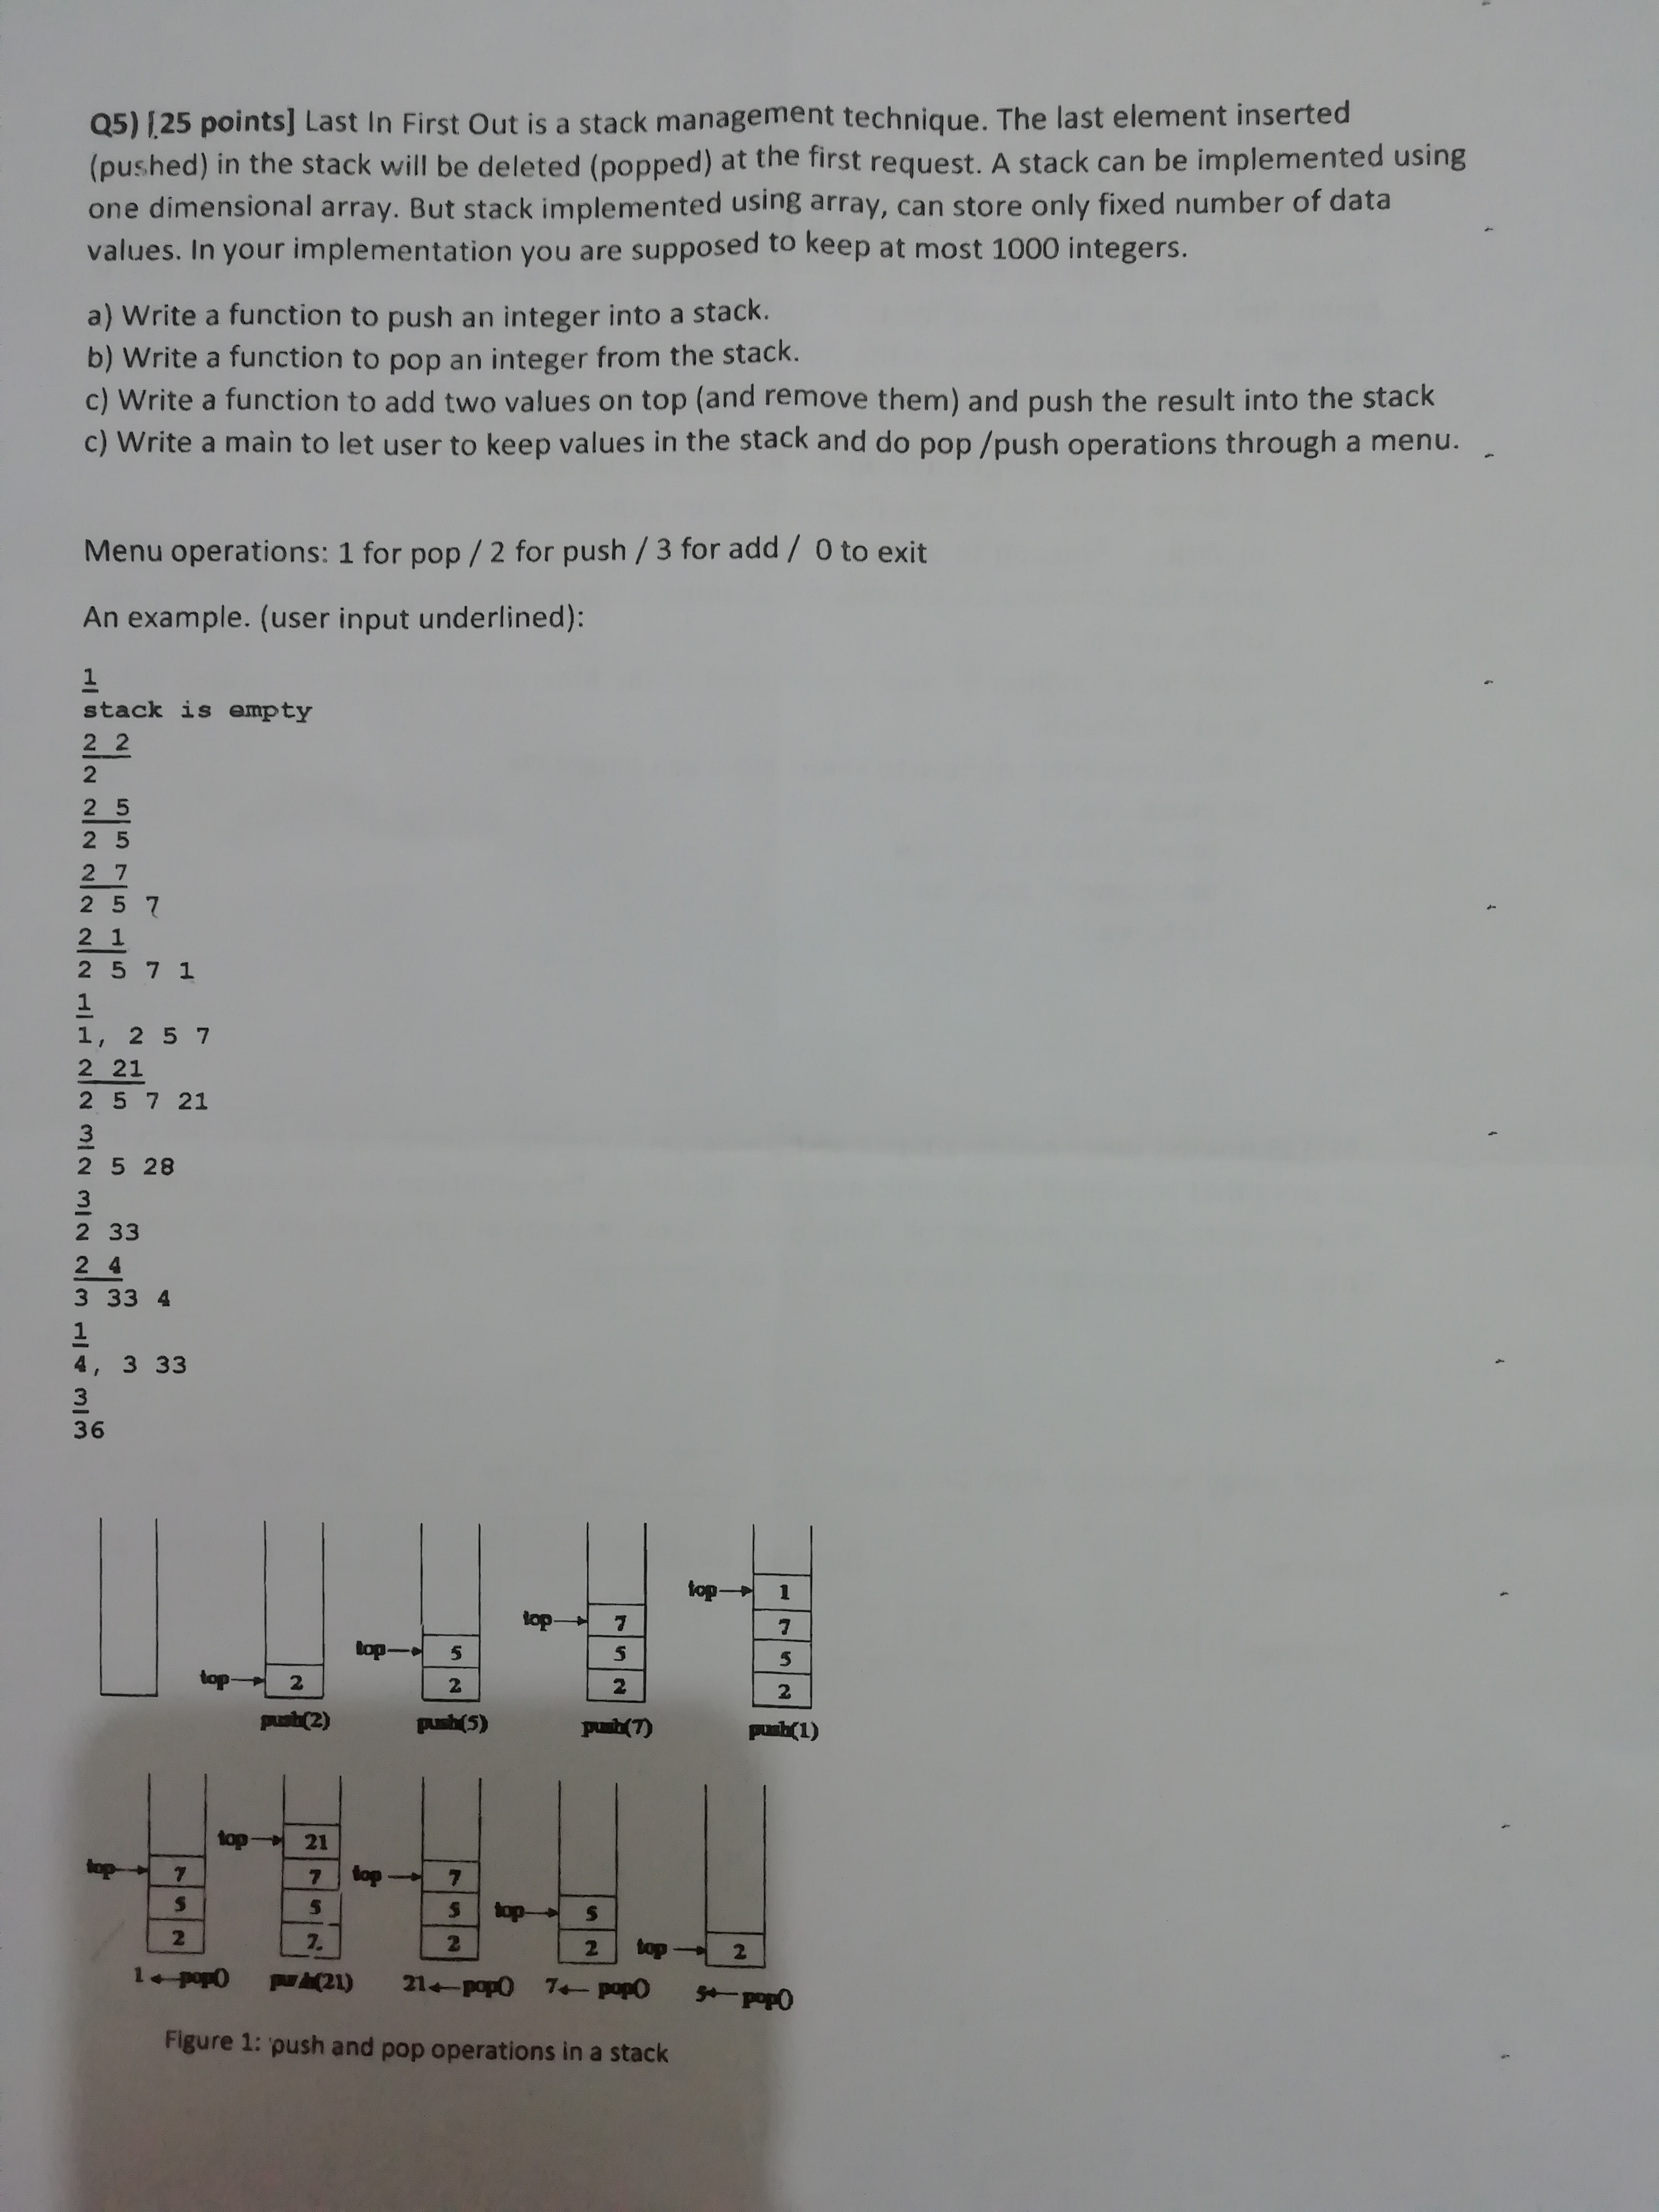 Q5) [25 points] Last In First Out is a stack management technique. The last element inserted
(pushed) in the stack will be deleted (popped) at the first request. A stack can be implemented using
one dimensional array. But stack implemented using array, can store only fixed number of data
values. In your implementation you are supposed to keep at most 1000 integers.
a) Write a function to push an integer into a stack.
b) Write a function to pop an integer from the stack.
c) Write a function to add two values on top (and remove them) and push the result into the stack
c) Write a main to let user to keep values in the stack and do pop /push operations through a menu.
Menu operations: 1 for pop / 2 for push / 3 for add / 0 to exit
An example. (user input underlined):
1
stack is empty
2 2
2
2 5
2 5
2 7
2 5 7
2 1
2 5 7 1
1
1, 2 5 7
2 21
2 5 7 21
3
2 5 28
3
2 33
2 4
3 33 4
1
4, 3 33
3
36
top 2
push(2)
top 5
2
push(5)
top 7
5
2
push(7)
top 1
7
5
2
push(1)
top 7
5
2
1 ← pop()
top 21
7
5
2
push(21)
top 7
5
2
21 ← pop()
top 5
2
7 ← pop()
top 2
5 ← pop()
Figure 1: push and pop operations in a stack